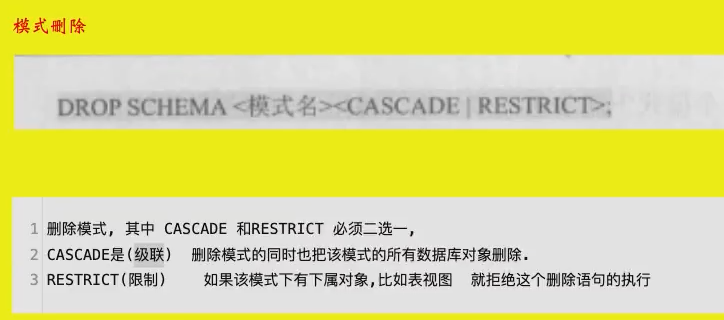 模式删除
DROP SCHEMA <模式名><CASCADE | RESTRICT>;
1 删除模式, 其中 CASCADE 和RESTRICT 必须二选一,
2 CASCADE是(级联) 删除模式的同时也把该模式的所有数据库对象删除.
3 RESTRICT(限制) 如果该模式下有下属对象,比如表视图 就拒绝这个删除语句的执行